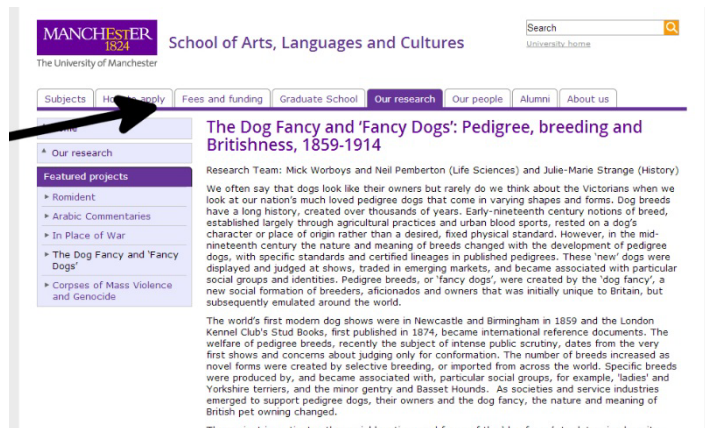 MANCHESTER
1824
The University of Manchester
School of Arts, Languages and Cultures
Search
University home
Subjects
apply
Fees and funding
Graduate School
Our research
Our people
Alumni
About us
Our research
Featured projects
Romident
Arabic Commentaries
In Place of War
The Dog Fancy and 'Fancy
Dogs'
Corpses of Mass Violence
and Genocide
The Dog Fancy and ‘Fancy Dogs’: Pedigree, breeding and
Britishness, 1859-1914
Research Team: Mick Worboys and Neil Pemberton (Life Sciences) and Julie-Marie Strange (History)
We often say that dogs look like their owners but rarely do we think about the Victorians when we
look at our nation's much loved pedigree dogs that come in varying shapes and forms. Dog breeds
have a long history, created over thousands of years. Early-nineteenth century notions of breed,
established largely through agricultural practices and urban blood sports, rested on a dog's
character or place of origin rather than a desired, fixed physical standard. However, in the mid-
nineteenth century the nature and meaning of breeds changed with the development of pedigree
dogs, with specific standards and certified lineages in published pedigrees. These 'new' dogs were
displayed and judged at shows, traded in emerging markets, and became associated with particular
social groups and identities. Pedigree breeds, or 'fancy dogs', were created by the 'dog fancy', a
new social formation of breeders, aficionados and owners that was initially unique to Britain, but
subsequently emulated around the world.
The world's first modern dog shows were in Newcastle and Birmingham in 1859 and the London
Kennel Club's Stud Books, first published in 1874, became international reference documents. The
welfare of pedigree breeds, recently the subject of intense public scrutiny, dates from the very
first shows and concerns about judging only for conformation. The number of breeds increased as
novel forms were created by selective breeding, or imported from across the world. Specific breeds
were produced by, and became associated with, particular social groups, for example, 'ladies' and
Yorkshire terriers, and the minor gentry and Basset Hounds. As societies and service industries
emerged to support pedigree dogs, their owners and the dog fancy, the nature and meaning of
British pet owning changed.